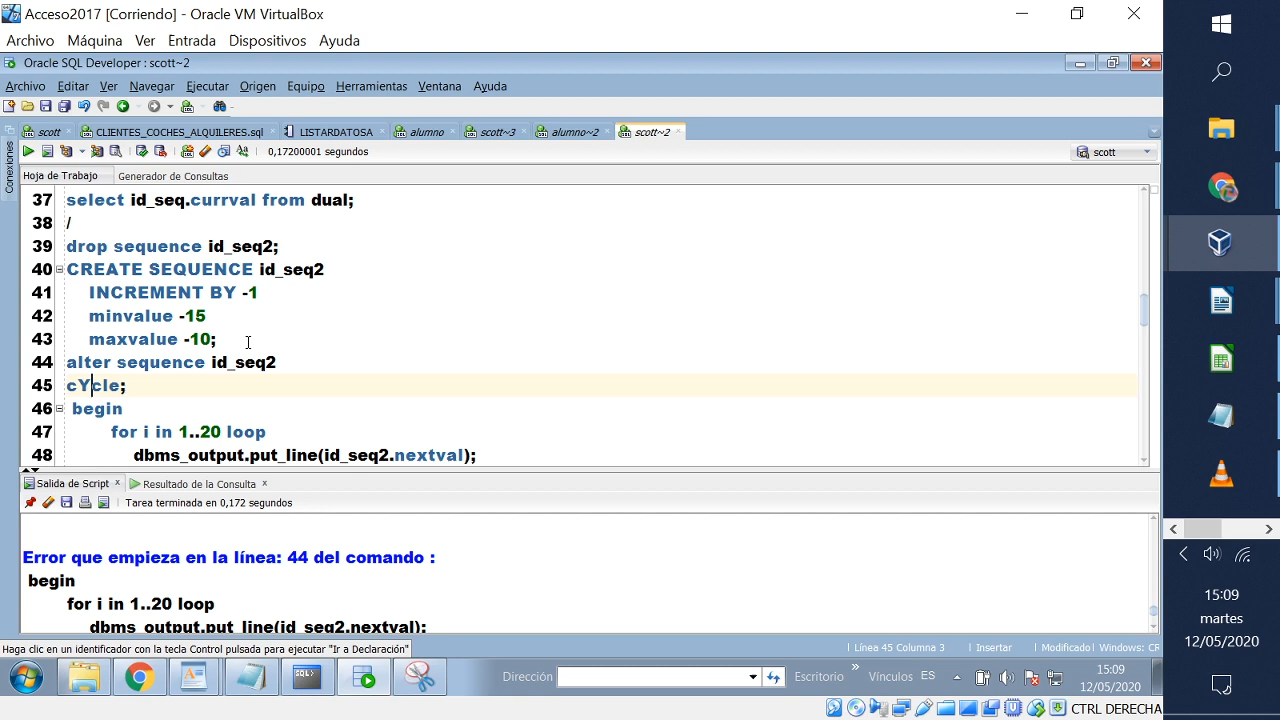 Acceso2017 [Corriendo] - Oracle VM VirtualBox
Archivo Máquina Ver Entrada Dispositivos Ayuda
Oracle SQL Developer : scott~2
Archivo Editar Ver Navegar Ejecutar Origen Equipo Herramientas Ventana Ayuda
scott CLIENTES_COCHES_ALQUILERES.sql LISTARDATOSA alumno scott~3 alumno~2 scott~2
0,17200001 segundos scott
Conexiones
Hoja de Trabajo Generador de Consultas
37 select id_seq.currval from dual;
38 /
39 drop sequence id_seq2;
40 CREATE SEQUENCE id_seq2
41 INCREMENT BY -1
42 minvalue -15
43 maxvalue -10;
44 alter sequence id_seq2
45 cYcle;
46 begin
47 for i in 1..20 loop
48 dbms_output.put_line(id_seq2.nextval);
Salida de Script Resultado de la Consulta
Tarea terminada en 0,172 segundos
Error que empieza en la línea: 44 del comando :
begin
for i in 1..20 loop
dbms_output.put_line(id_seq2.nextval);
Haga clic en un identificador con la tecla Control pulsada para ejecutar "Ir a Declaración"
Línea 45 Columna 3 Insertar Modificado Windows: CR
Dirección Escritorio » Vínculos ES
15:09
12/05/2020
CTRL DERECHA
15:09
martes
12/05/2020